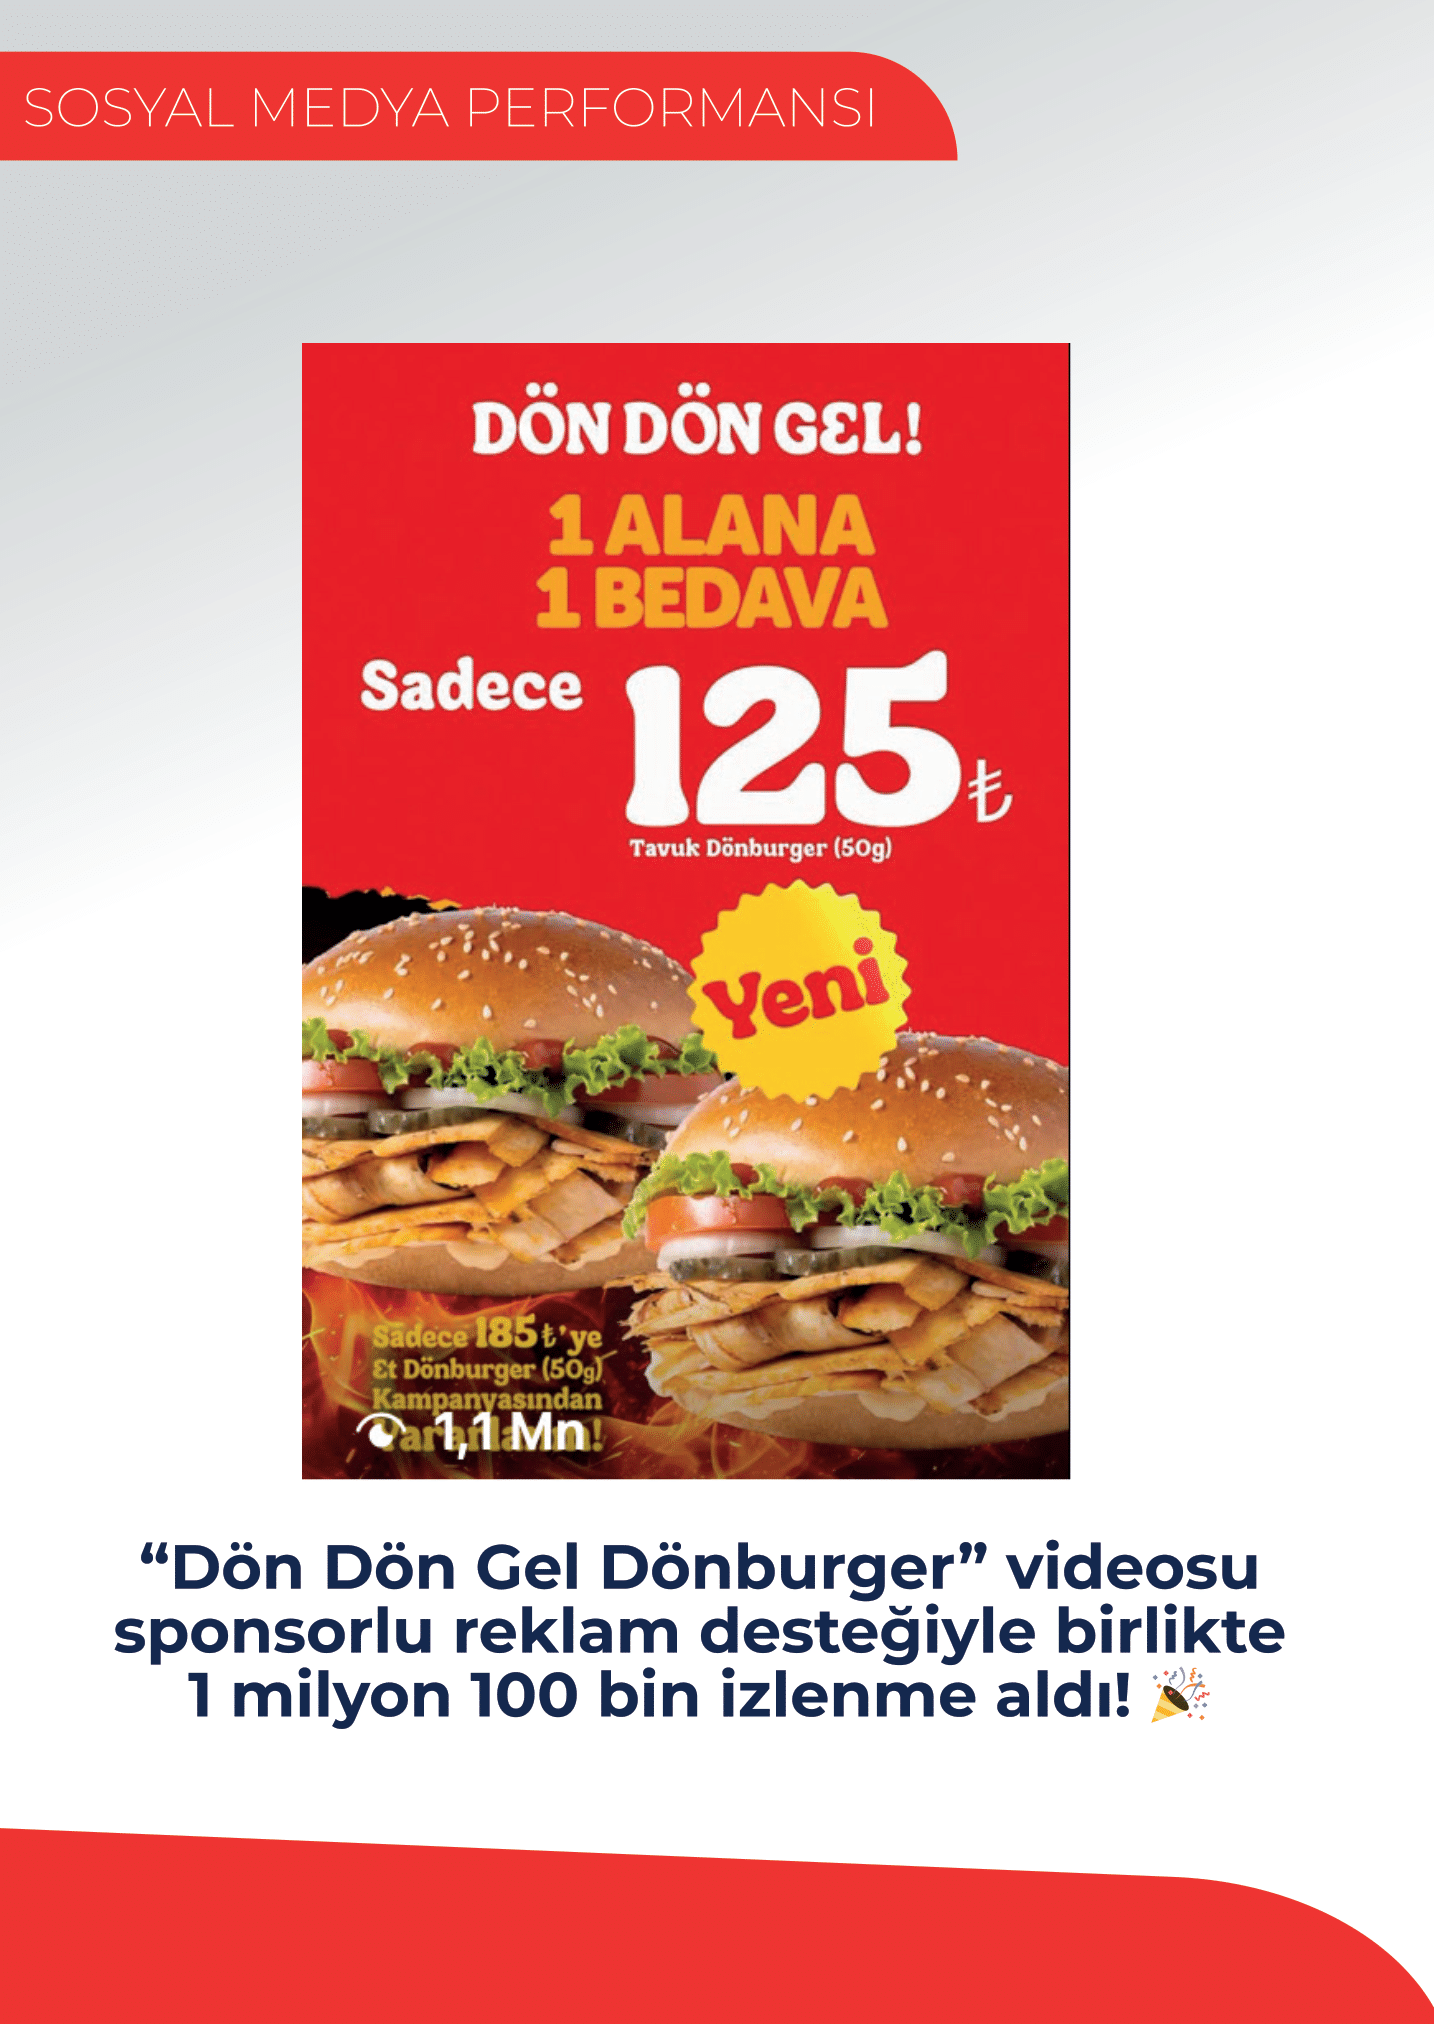 SOSYAL MEDYA PERFORMANSI
DÖN DÖN GEL!
1 ALANA
1 BEDAVA
Sadece 125₺
Tavuk Dönburger (50g)
Yeni
Sadece 185₺'ye
Et Dönburger (50g)
Kampanyasından
Yararlanın!
1,1 Mn
“Dön Dön Gel Dönburger” videosu
sponsorlu reklam desteğiyle birlikte
1 milyon 100 bin izlenme aldı! 🎉